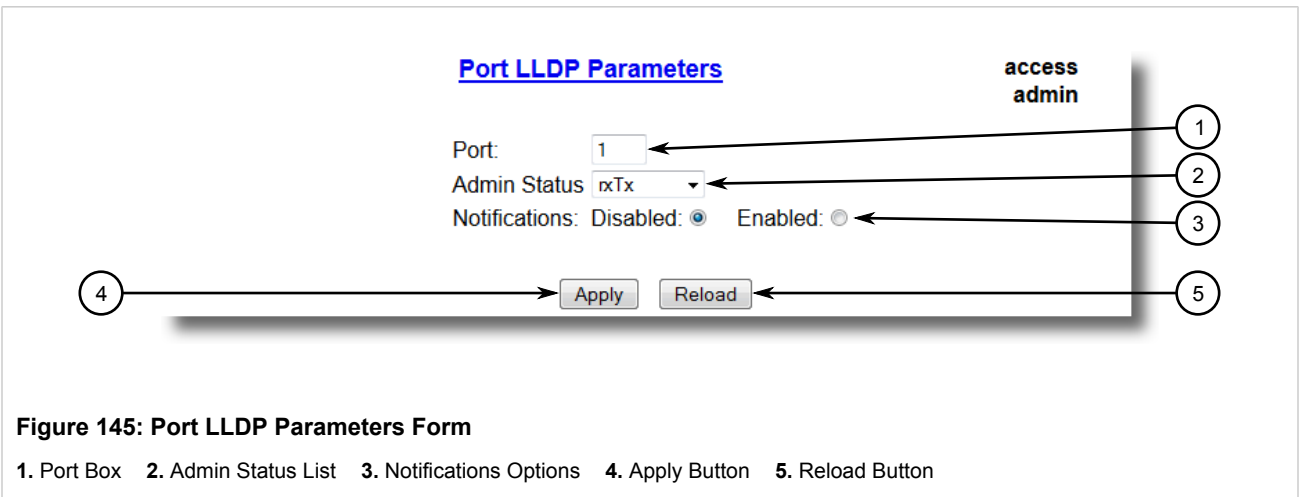 Port LLDP Parameters
access
admin
Port: 1
Admin Status rxTx
Notifications: Disabled: Enabled:
Apply Reload
1
2
3
4
5
Figure 145: Port LLDP Parameters Form
1. Port Box 2. Admin Status List 3. Notifications Options 4. Apply Button 5. Reload Button